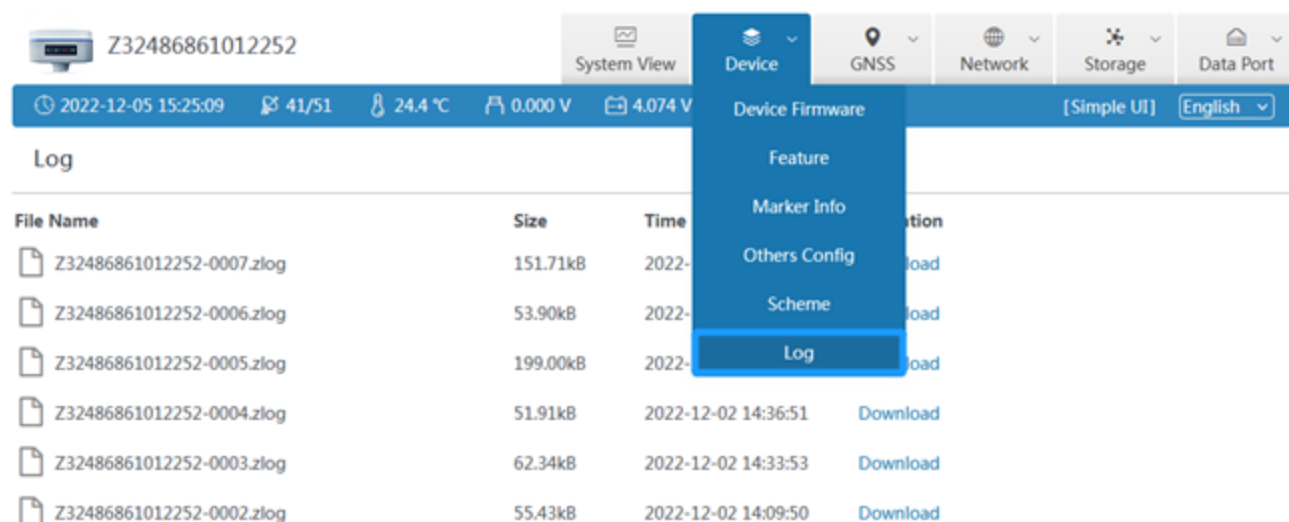 Z32486861012252
System View Device GNSS Network Storage Data Port
2022-12-05 15:25:09 41/51 24.4 ℃ 0.000 V 4.074 V [Simple UI] English
Device Firmware
Feature
Marker Info
Others Config
Scheme
Log
Log
File Name Size Time
Z32486861012252-0007.zlog 151.71kB 2022-
Z32486861012252-0006.zlog 53.90kB 2022-
Z32486861012252-0005.zlog 199.00kB 2022-
Z32486861012252-0004.zlog 51.91kB 2022-12-02 14:36:51 Download
Z32486861012252-0003.zlog 62.34kB 2022-12-02 14:33:53 Download
Z32486861012252-0002.zlog 55.43kB 2022-12-02 14:09:50 Download